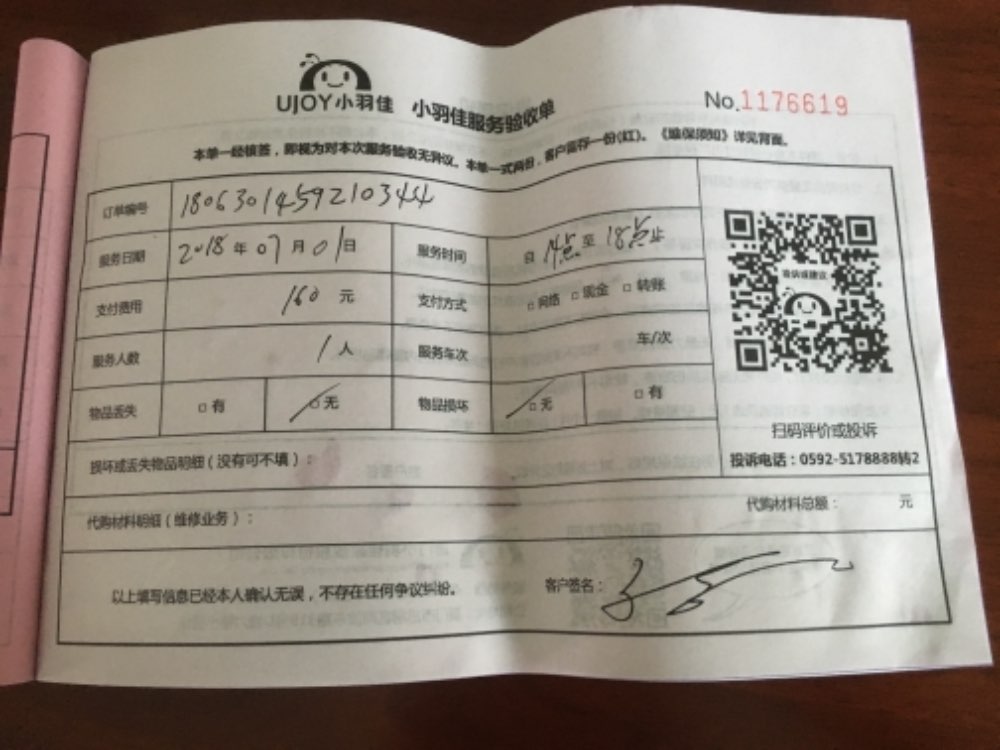 UJOY小羽佳 小羽佳服务验收单 No.1176619
本单一经核签，即视为对本次服务验收无异议。本单一式两份，客户留存一份(红)。《维保须知》详见背面。
订单编号 18063014592103444
服务日期 2018年07月01日 服务时间 自14点至18点止
支付费用 160元 支付方式 □网络 □现金 □转账
服务人数 1人 服务车次 车/次
物品丢失 □有 □无 物品损坏 □无 □有
扫码评价或投诉
投诉电话：0592-5178888转2
损坏或丢失物品明细（没有可不填）：
代购材料明细（维修业务）： 代购材料总额： 元
以上填写信息已经本人确认无误，不存在任何争议纠纷。 客户签名：